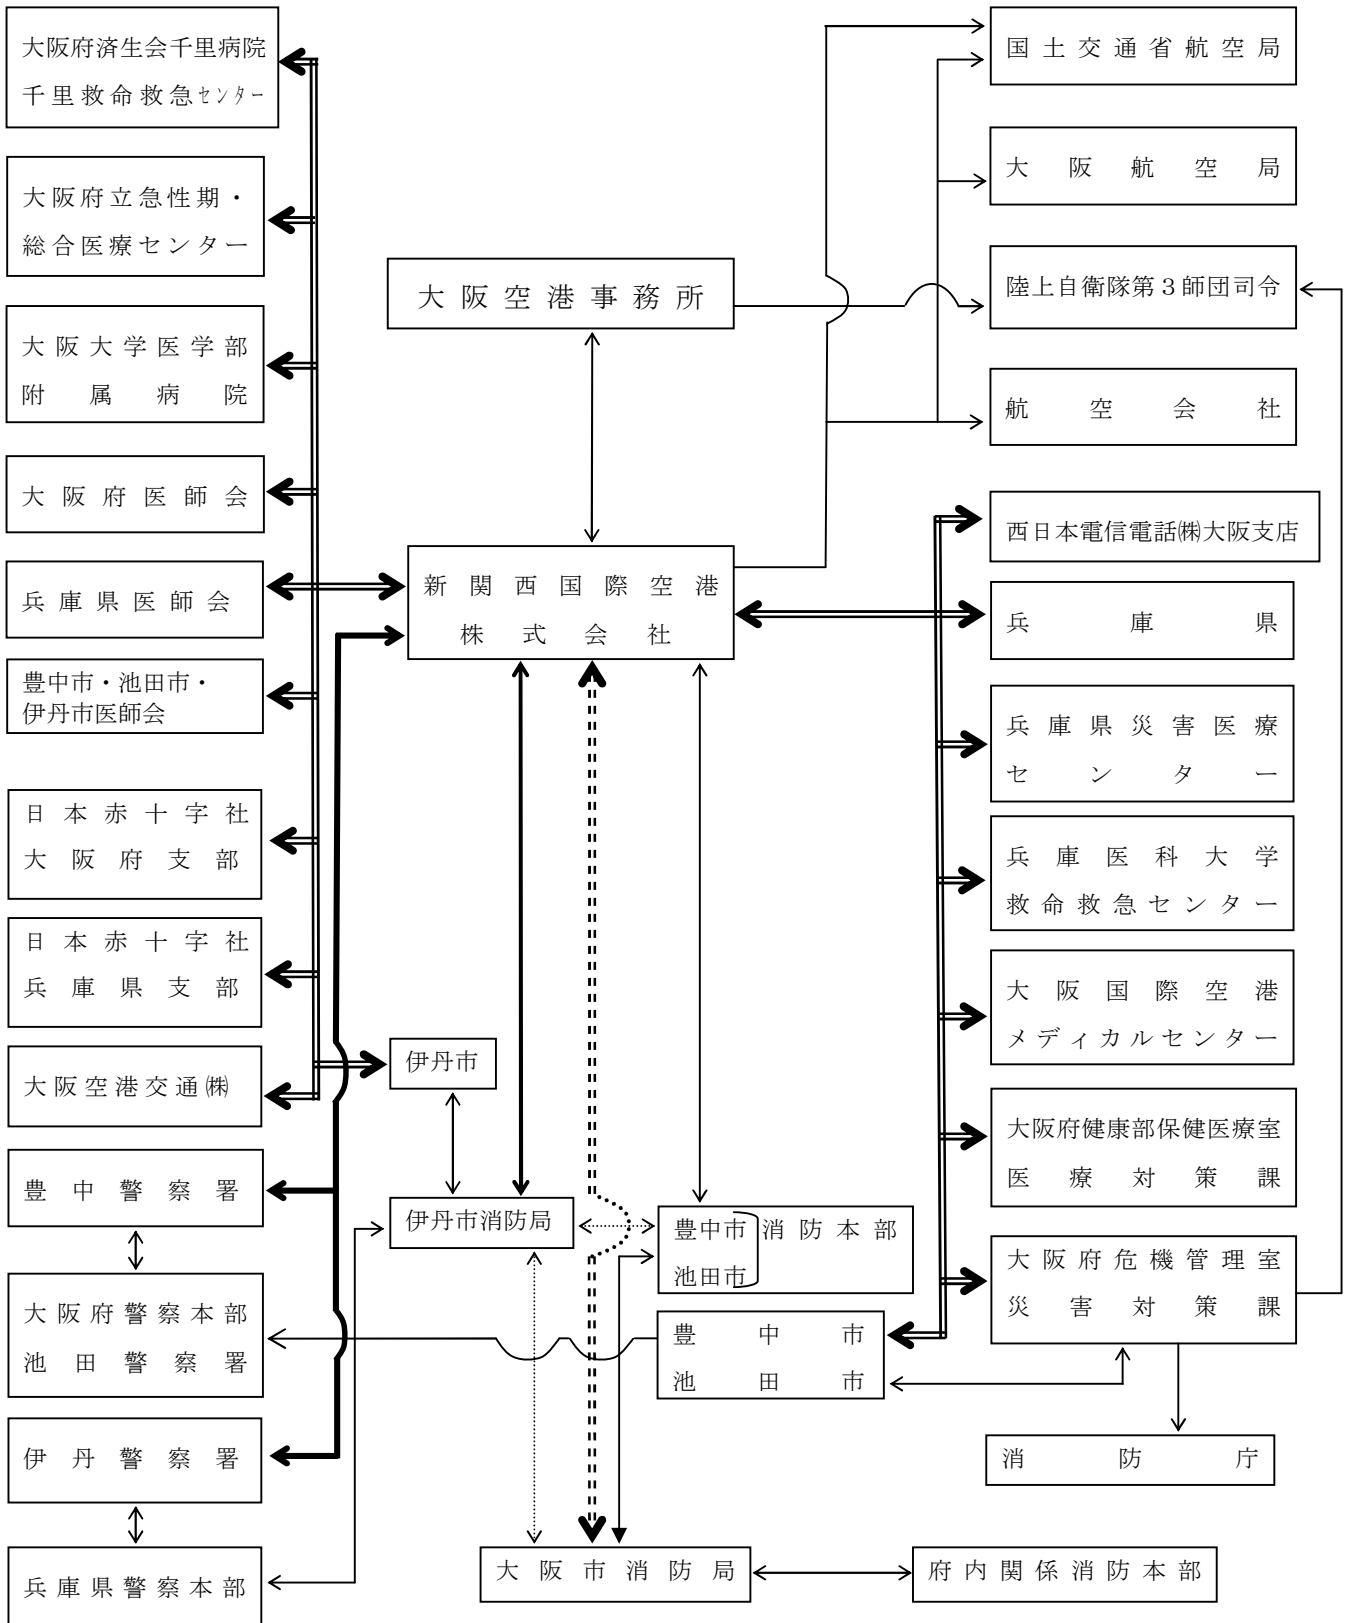 大阪府済生会千里病院
千里救命救急センター
大阪府立急性期・
総合医療センター
大阪大学医学部
附属病院
大阪府医師会
兵庫県医師会
豊中市・池田市・
伊丹市医師会
日本赤十字社
大阪府支部
日本赤十字社
兵庫県支部
大阪空港交通㈱
豊中警察署
大阪府警察本部
池田警察署
伊丹警察署
兵庫県警察本部
大阪空港事務所
新関西国際空港
株式会社
伊丹市
伊丹市消防局
豊中市 消防本部
池田市
豊中市
池田市
大阪市消防局
国土交通省航空局
大阪航空局
陸上自衛隊第3師団司令
航空会社
西日本電信電話㈱大阪支店
兵庫県
兵庫県災害医療
センター
兵庫医科大学
救命救急センター
大阪国際空港
メディカルセンター
大阪府健康部保健医療室
医療対策課
大阪府危機管理室
災害対策課
消防庁
府内関係消防本部